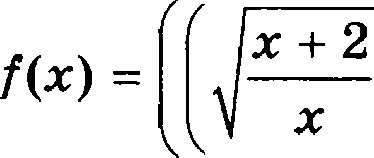 f(x) = ((√((x + 2)/x)